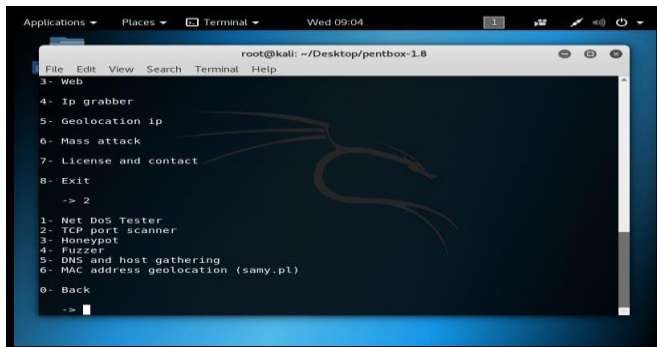 Applications Places Terminal Wed 09:04 1
root@kali: ~/Desktop/pentbox-1.8
File Edit View Search Terminal Help
3- Web
4- Ip grabber
5- Geolocation ip
6- Mass attack
7- License and contact
8- Exit
-> 2
1- Net DoS Tester
2- TCP port scanner
3- Honeypot
4- Fuzzer
5- DNS and host gathering
6- MAC address geolocation (samy.pl)
0- Back
->